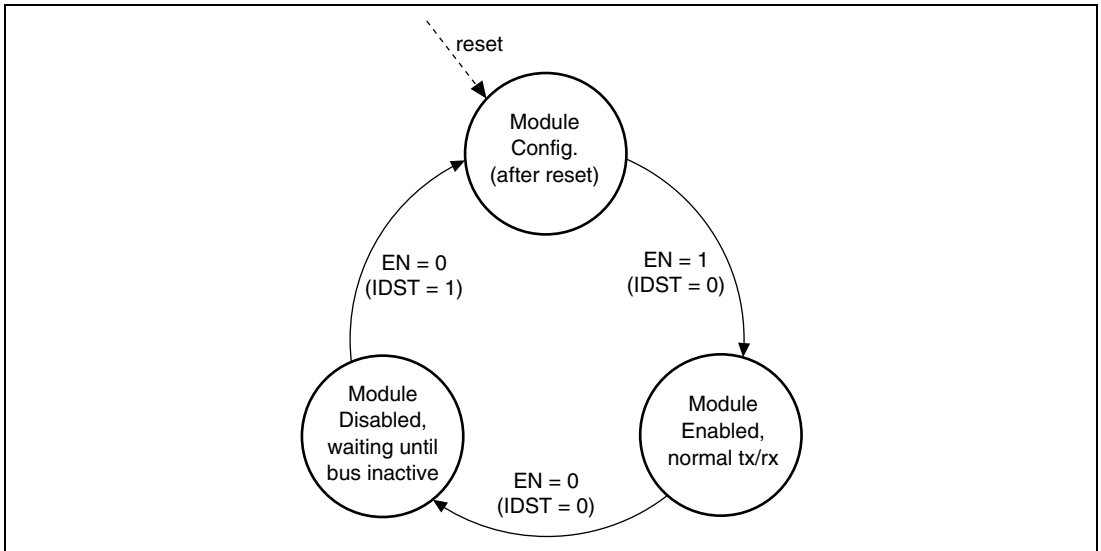 reset
Module
Config.
(after reset)
EN = 0
(IDST = 1)
EN = 1
(IDST = 0)
Module
Disabled,
waiting until
bus inactive
Module
Enabled,
normal tx/rx
EN = 0
(IDST = 0)